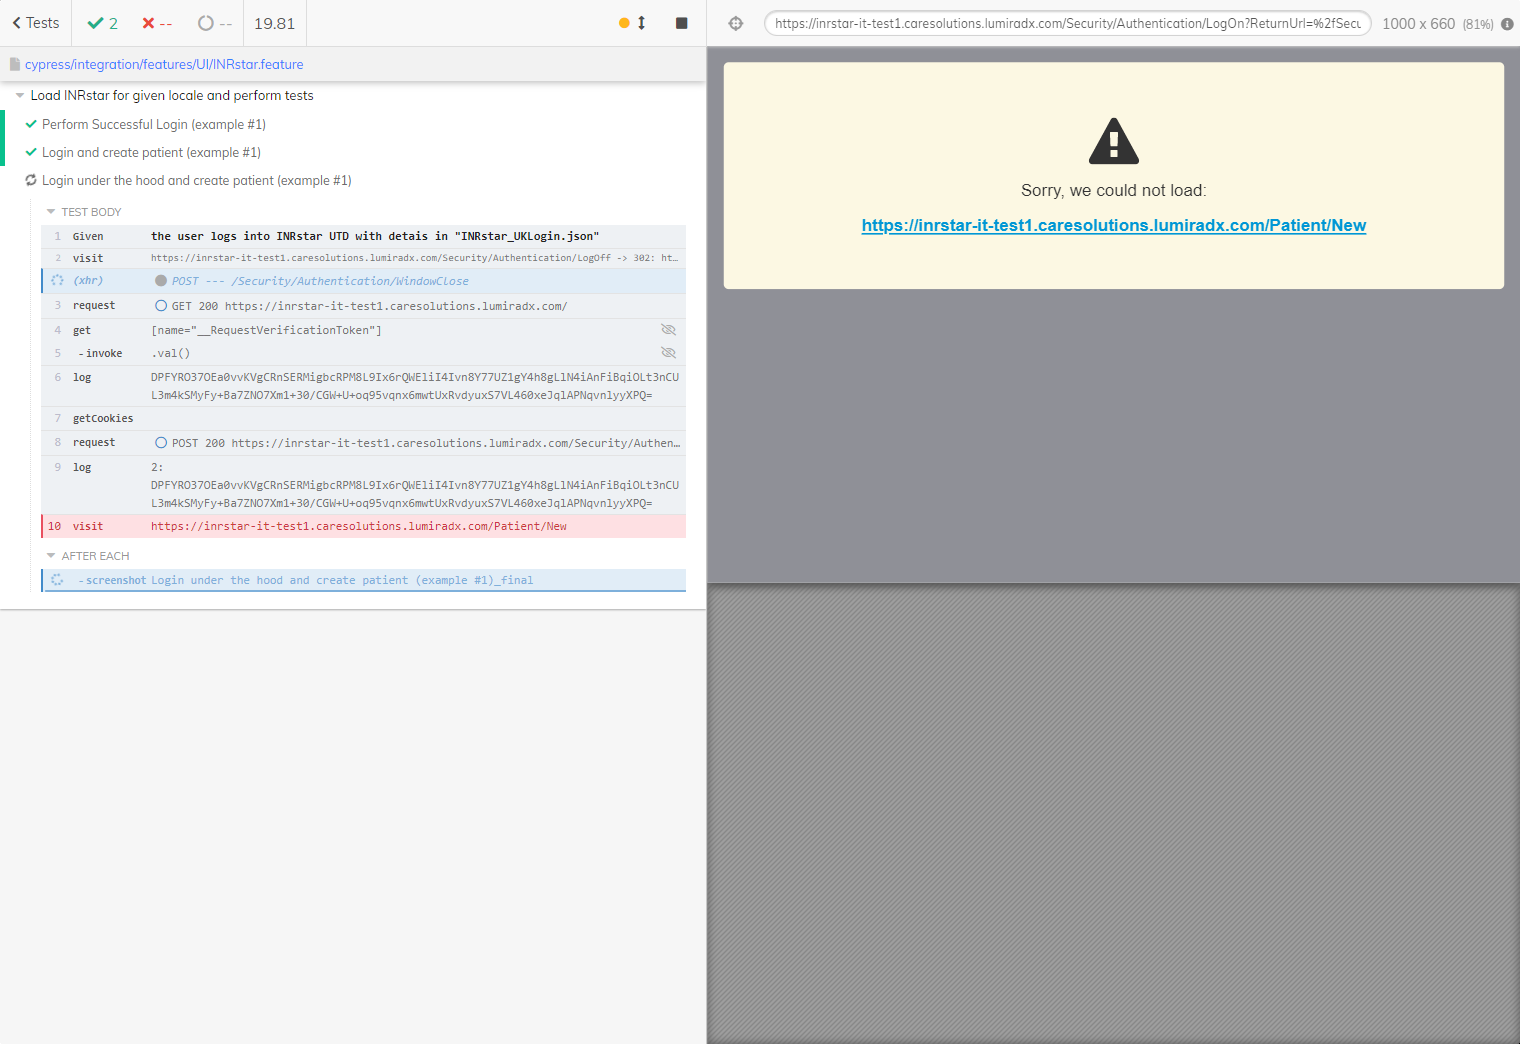 Tests
2
--
--
19.81
https://inrstar-it-test1.caresolutions.lumiradx.com/Security/Authentication/LogOn?ReturnUrl=%2fSecu
1000 x 660 (81%)
cypress/integration/features/UI/INRstar.feature
Load INRstar for given locale and perform tests
Perform Successful Login (example #1)
Login and create patient (example #1)
Login under the hood and create patient (example #1)
TEST BODY
1 Given the user logs into INRstar UTD with detais in "INRstar_UKLogin.json"
2 visit https://inrstar-it-test1.caresolutions.lumiradx.com/Security/Authentication/LogOff -> 302: ht…
(xhr) POST --- /Security/Authentication/WindowClose
3 request GET 200 https://inrstar-it-test1.caresolutions.lumiradx.com/
4 get [name="__RequestVerificationToken"]
5 - invoke .val()
6 log DPFYRO37OEa0vvKVgCRnSERMigbcRPM8L9Ix6rQWEliI4Ivn8Y77UZ1gY4h8gLlN4iAnFiBqiOLt3nCU
L3m4kSMyFy+Ba7ZNO7Xm1+30/CGW+U+oq95vqnx6mwtUxRvdyuxS7VL460xeJqlAPNqvnlyyXPQ=
7 getCookies
8 request POST 200 https://inrstar-it-test1.caresolutions.lumiradx.com/Security/Authen…
9 log 2:
DPFYRO37OEa0vvKVgCRnSERMigbcRPM8L9Ix6rQWEliI4Ivn8Y77UZ1gY4h8gLlN4iAnFiBqiOLt3nCU
L3m4kSMyFy+Ba7ZNO7Xm1+30/CGW+U+oq95vqnx6mwtUxRvdyuxS7VL460xeJqlAPNqvnlyyXPQ=
10 visit https://inrstar-it-test1.caresolutions.lumiradx.com/Patient/New
AFTER EACH
- screenshot Login under the hood and create patient (example #1)_final
Sorry, we could not load:
https://inrstar-it-test1.caresolutions.lumiradx.com/Patient/New